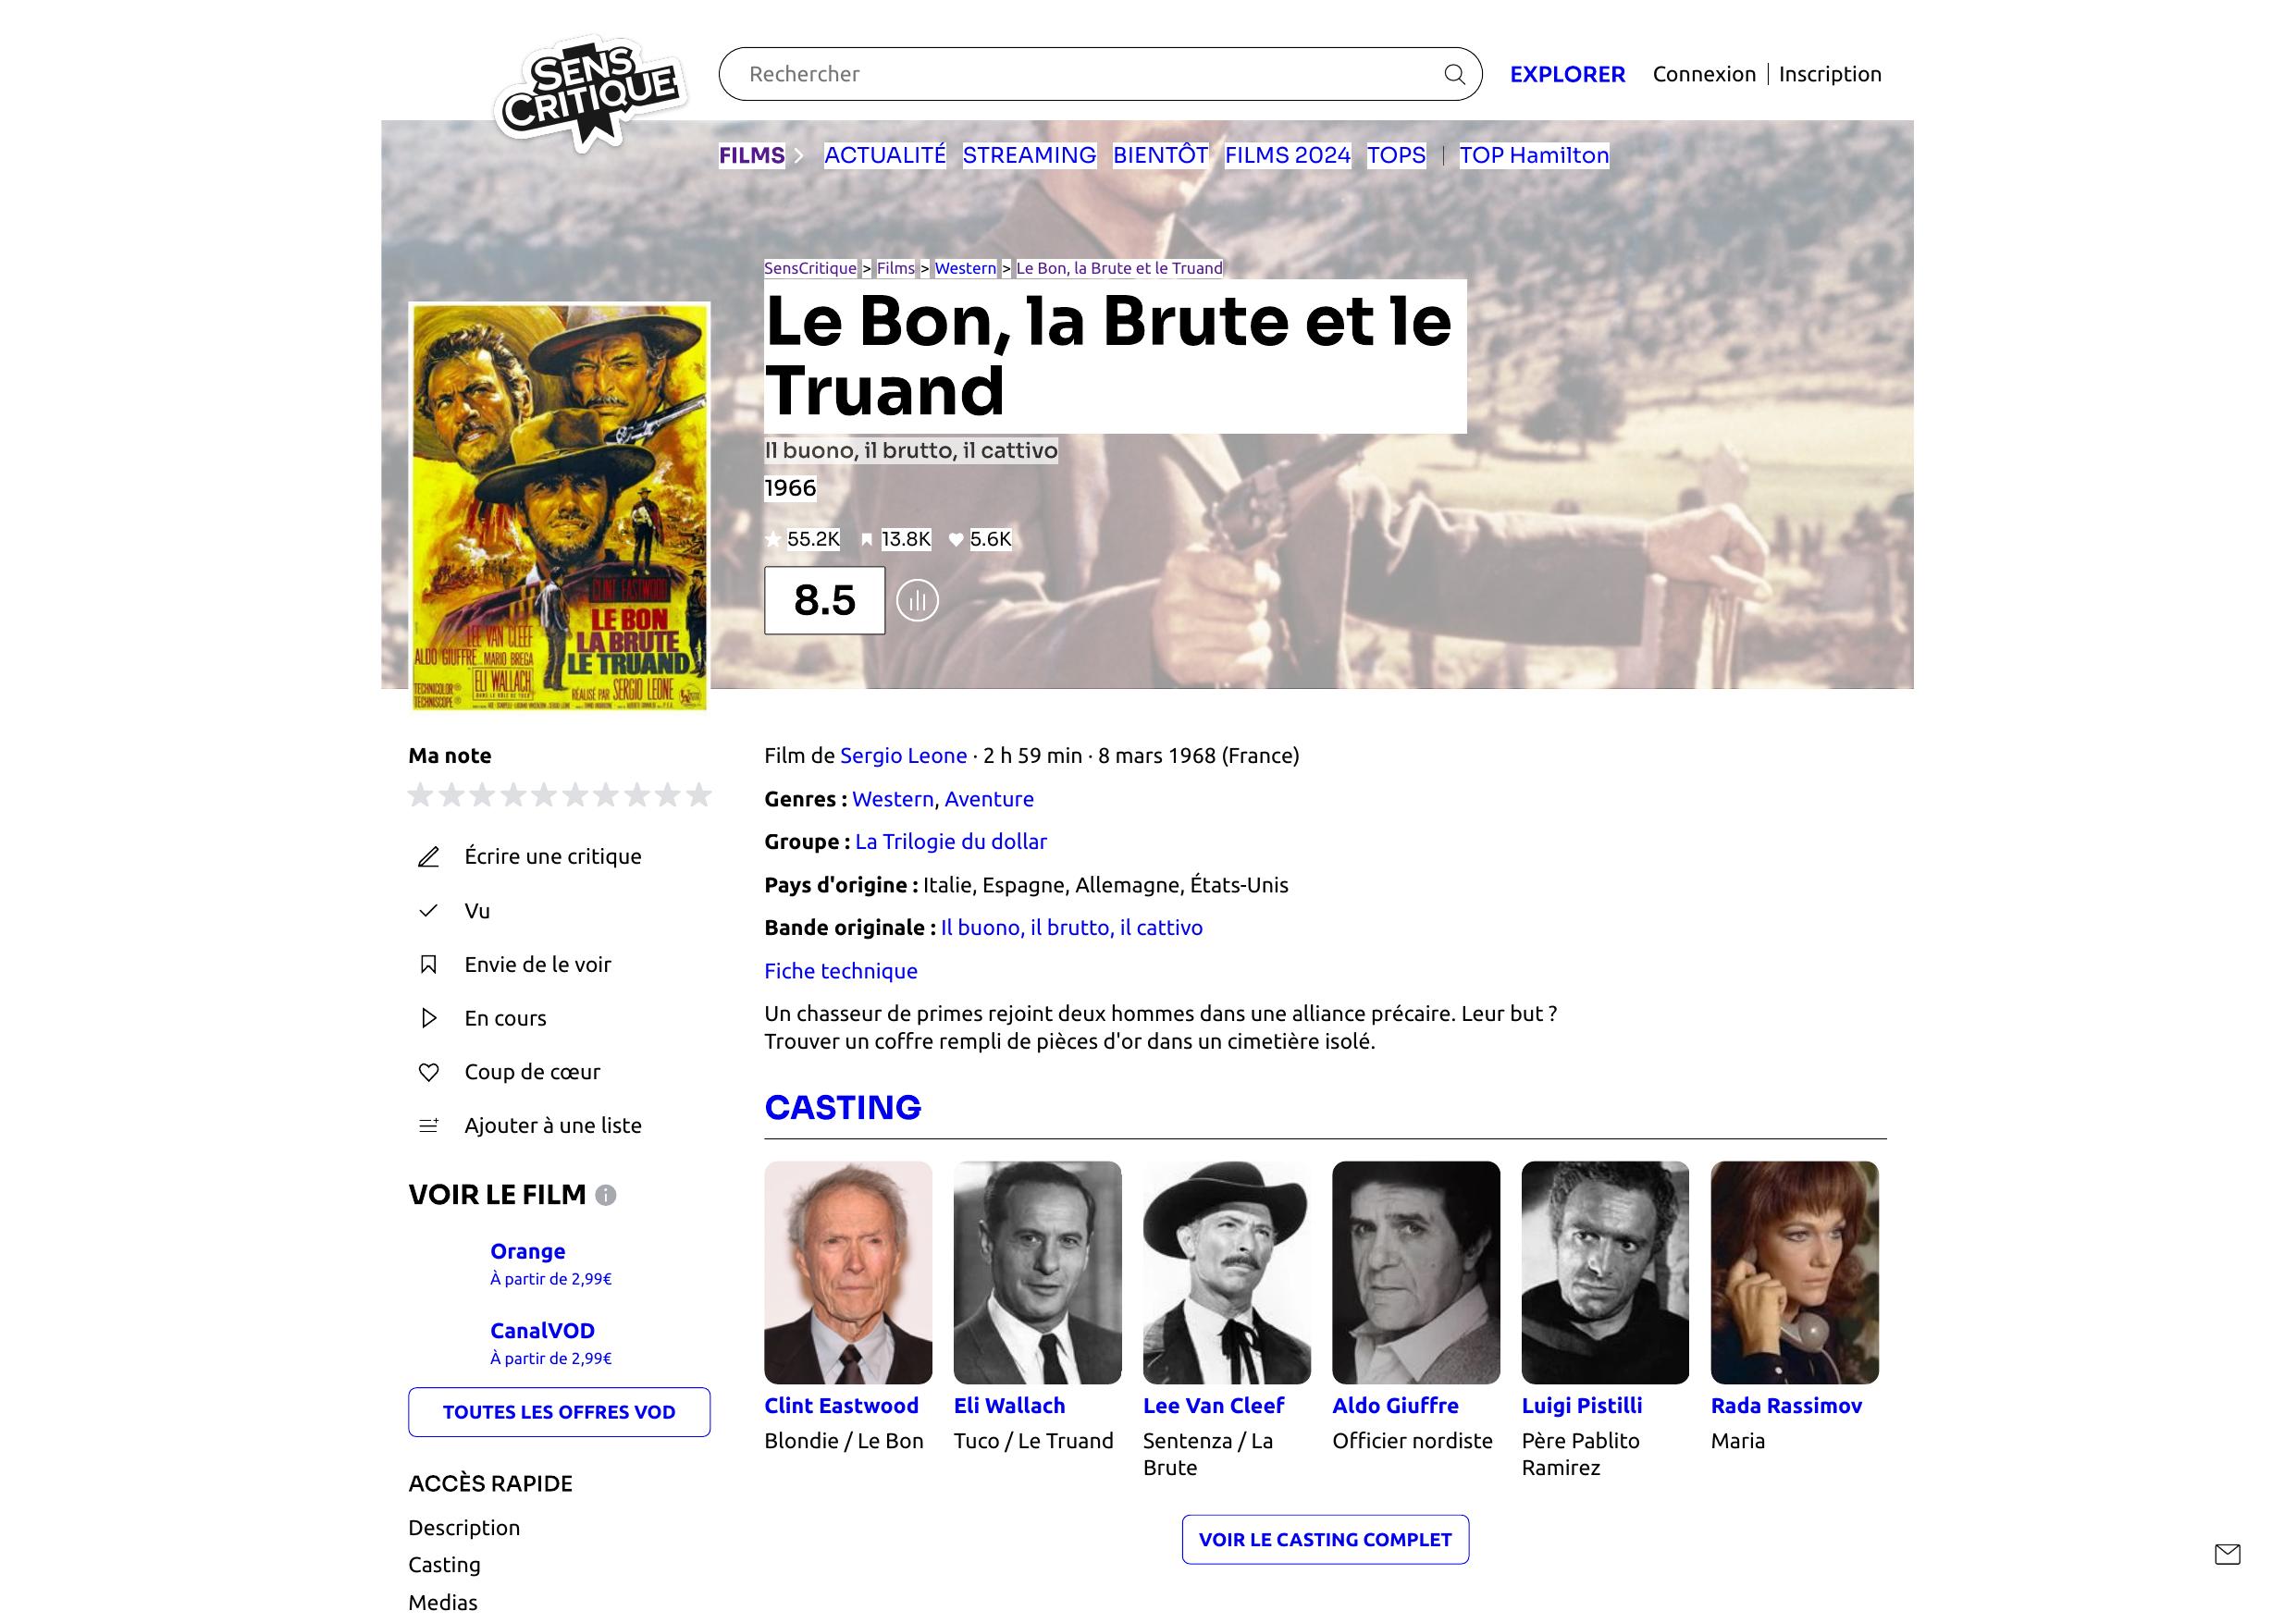 SENS
CRITIQUE
Rechercher
EXPLORER
Connexion | Inscription
FILMS
ACTUALITÉ
STREAMING
BIENTÔT
FILMS 2024
TOPS
|
TOP Hamilton
SensCritique > Films > Western > Le Bon, la Brute et le Truand
Le Bon, la Brute et le
Truand
Il buono, il brutto, il cattivo
1966
55.2K 13.8K 5.6K
8.5
CLINT EASTWOOD
LE BON
LA BRUTE
LE TRUAND
LEE VAN CLEEF
ALDO GIUFFRE MARIO BREGA
ELI WALLACH
DANS LE RÔLE DE TUCO
RÉALISÉ PAR SERGIO LEONE
TECHNICOLOR®
TECHNISCOPE®
Ma note
Écrire une critique
Vu
Envie de le voir
En cours
Coup de cœur
Ajouter à une liste
VOIR LE FILM
Orange
À partir de 2,99€
CanalVOD
À partir de 2,99€
TOUTES LES OFFRES VOD
ACCÈS RAPIDE
Description
Casting
Medias
Film de Sergio Leone · 2 h 59 min · 8 mars 1968 (France)
Genres : Western, Aventure
Groupe : La Trilogie du dollar
Pays d'origine : Italie, Espagne, Allemagne, États-Unis
Bande originale : Il buono, il brutto, il cattivo
Fiche technique
Un chasseur de primes rejoint deux hommes dans une alliance précaire. Leur but ?
Trouver un coffre rempli de pièces d'or dans un cimetière isolé.
CASTING
Clint Eastwood
Blondie / Le Bon
Eli Wallach
Tuco / Le Truand
Lee Van Cleef
Sentenza / La
Brute
Aldo Giuffre
Officier nordiste
Luigi Pistilli
Père Pablito
Ramirez
Rada Rassimov
Maria
VOIR LE CASTING COMPLET